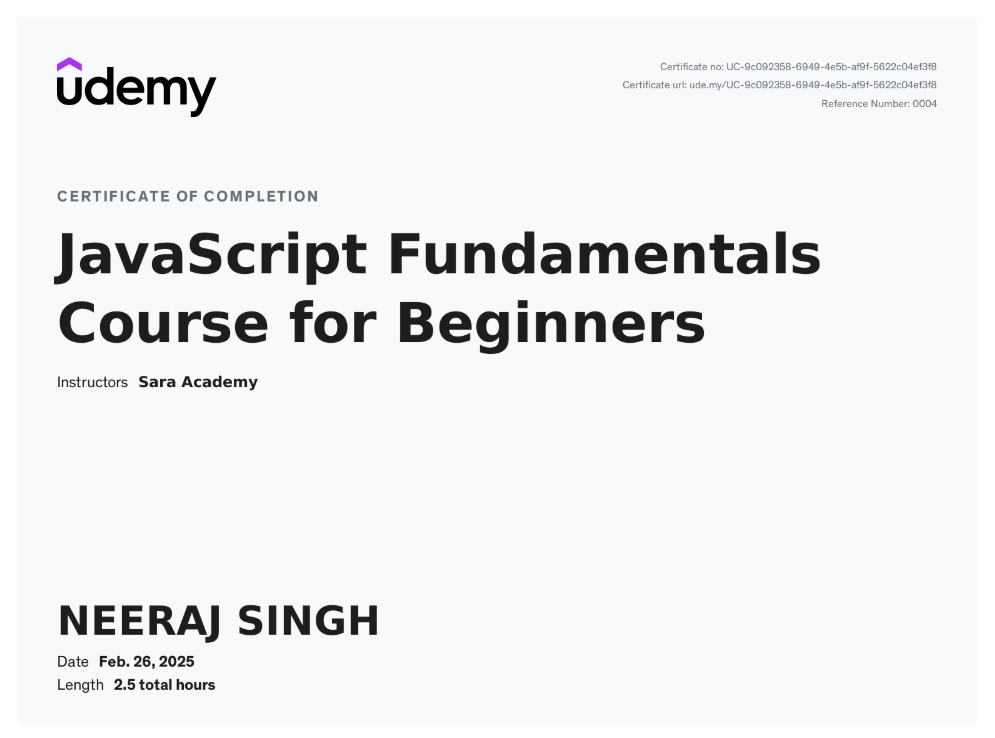 udemy
Certificate no: UC-9c092358-6949-4e5b-af9f-5622c04ef3f8
Certificate url: ude.my/UC-9c092358-6949-4e5b-af9f-5622c04ef3f8
Reference Number: 0004
CERTIFICATE OF COMPLETION
JavaScript Fundamentals
Course for Beginners
Instructors Sara Academy
NEERAJ SINGH
Date Feb. 26, 2025
Length 2.5 total hours